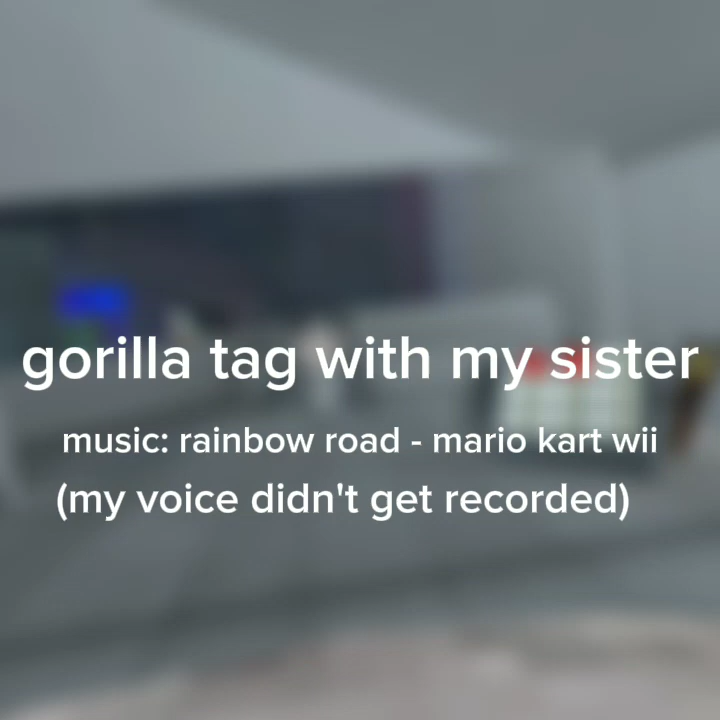 gorilla tag with my sister
music: rainbow road - mario kart wii
(my voice didn't get recorded)